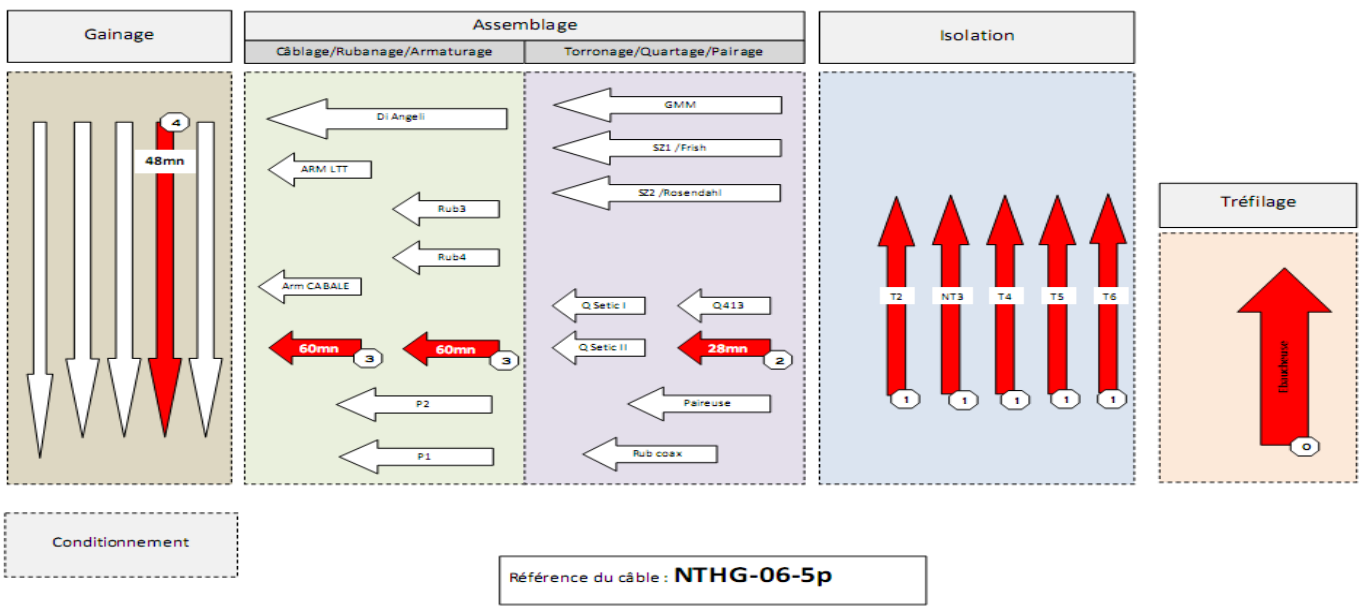 Gainage
Assemblage
Câblage/Rubanage/Armaturage
Torronage/Quartage/Pairage
Isolation
Tréfilage
4
48mn
Di Angeli
ARM LTT
Rub3
Rub4
Arm CABALE
60mn
3
60mn
3
P2
P1
GMM
SZ1 /Frish
SZ2 /Rosendahl
Q Setic I
Q413
Q Setic II
28mn
2
Paireuse
Rub coax
T2
NT3
T4
T5
T6
1
1
1
1
1
Ebaucheuse
0
Conditionnement
Référence du câble : NTHG-06-5p